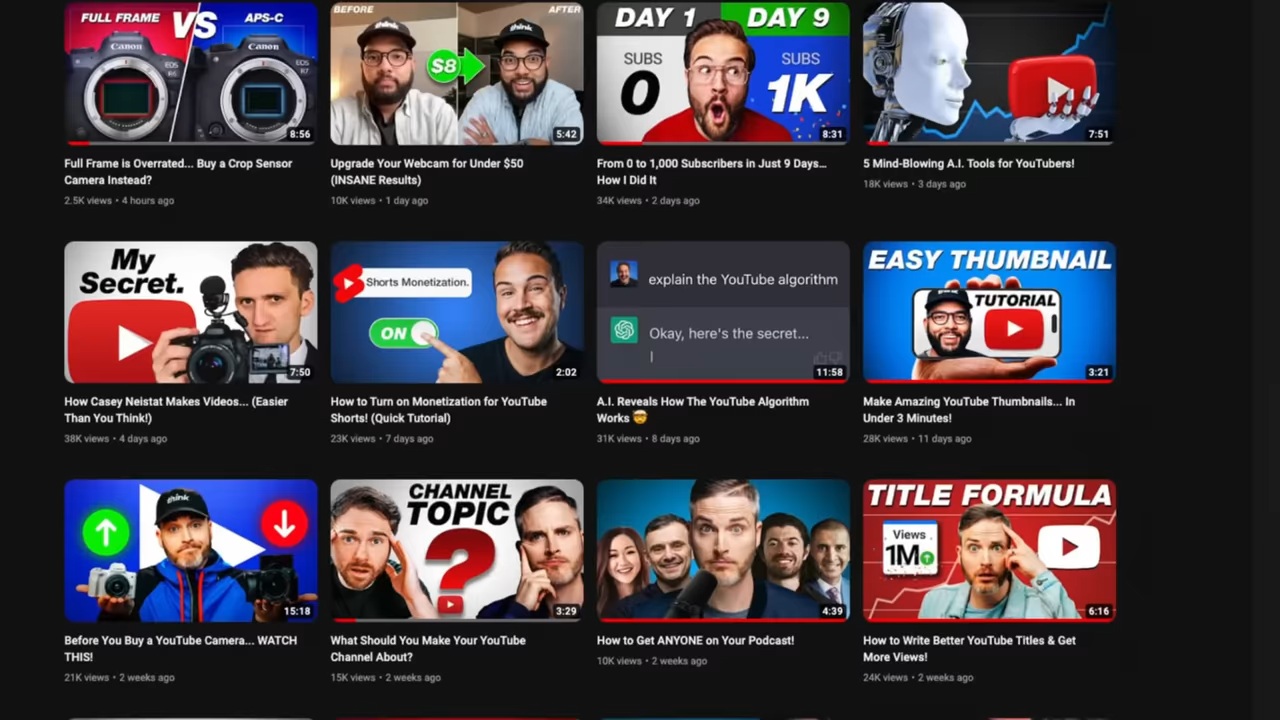 FULL FRAME VS APS-C
Canon
EOS
R6
Canon
EOS
R7
8:56
BEFORE
AFTER
think
think
$8
5:42
DAY 1
DAY 9
SUBS
0
SUBS
1K
8:31
7:51
Full Frame is Overrated... Buy a Crop Sensor
Camera Instead?
2.5K views • 4 hours ago
Upgrade Your Webcam for Under $50
(INSANE Results)
10K views • 1 day ago
From 0 to 1,000 Subscribers in Just 9 Days...
How I Did It
34K views • 2 days ago
5 Mind-Blowing A.I. Tools for YouTubers!
18K views • 3 days ago
My
Secret.
7:50
Shorts Monetization.
ON
2:02
explain the YouTube algorithm
Okay, here's the secret...
11:58
EASY THUMBNAIL
TUTORIAL
3:21
How Casey Neistat Makes Videos... (Easier
Than You Think!)
38K views • 4 days ago
How to Turn on Monetization for YouTube
Shorts! (Quick Tutorial)
23K views • 7 days ago
A.I. Reveals How The YouTube Algorithm
Works 🤯
31K views • 8 days ago
Make Amazing YouTube Thumbnails... In
Under 3 Minutes!
28K views • 11 days ago
think
15:18
CHANNEL
TOPIC
?
3:29
4:39
TITLE FORMULA
Views
1M
6:16
Before You Buy a YouTube Camera... WATCH
THIS!
21K views • 2 weeks ago
What Should You Make Your YouTube
Channel About?
15K views • 2 weeks ago
How to Get ANYONE on Your Podcast!
10K views • 2 weeks ago
How to Write Better YouTube Titles & Get
More Views!
24K views • 2 weeks ago